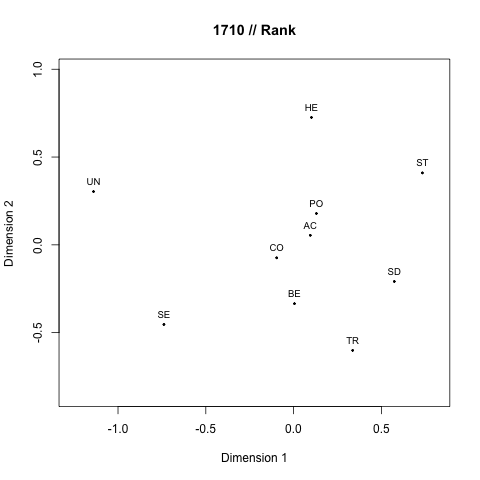 1710 // Rank
1.0
HE
ST
0.5
UN
PO
AC
Dimension 2
0.0
CO
SD
BE
SE
-0.5
TR
-1.0 -0.5 0.0 0.5
Dimension 1